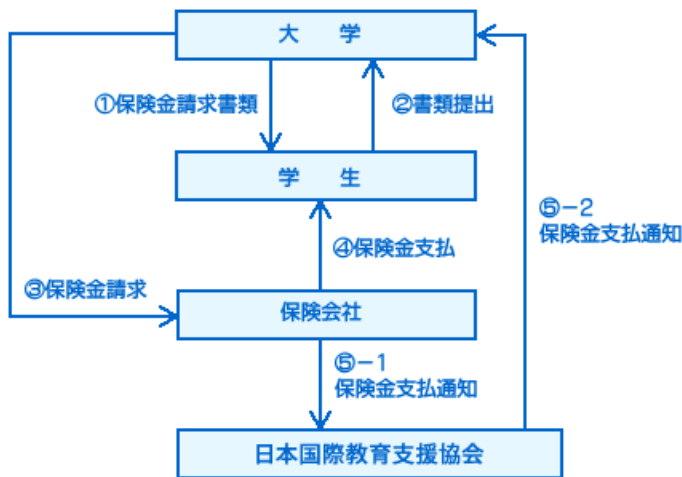 大　学
①保険金請求書類
②書類提出
学　生
⑤－2
保険金支払通知
④保険金支払
③保険金請求
保険会社
⑤－1
保険金支払通知
日本国際教育支援協会